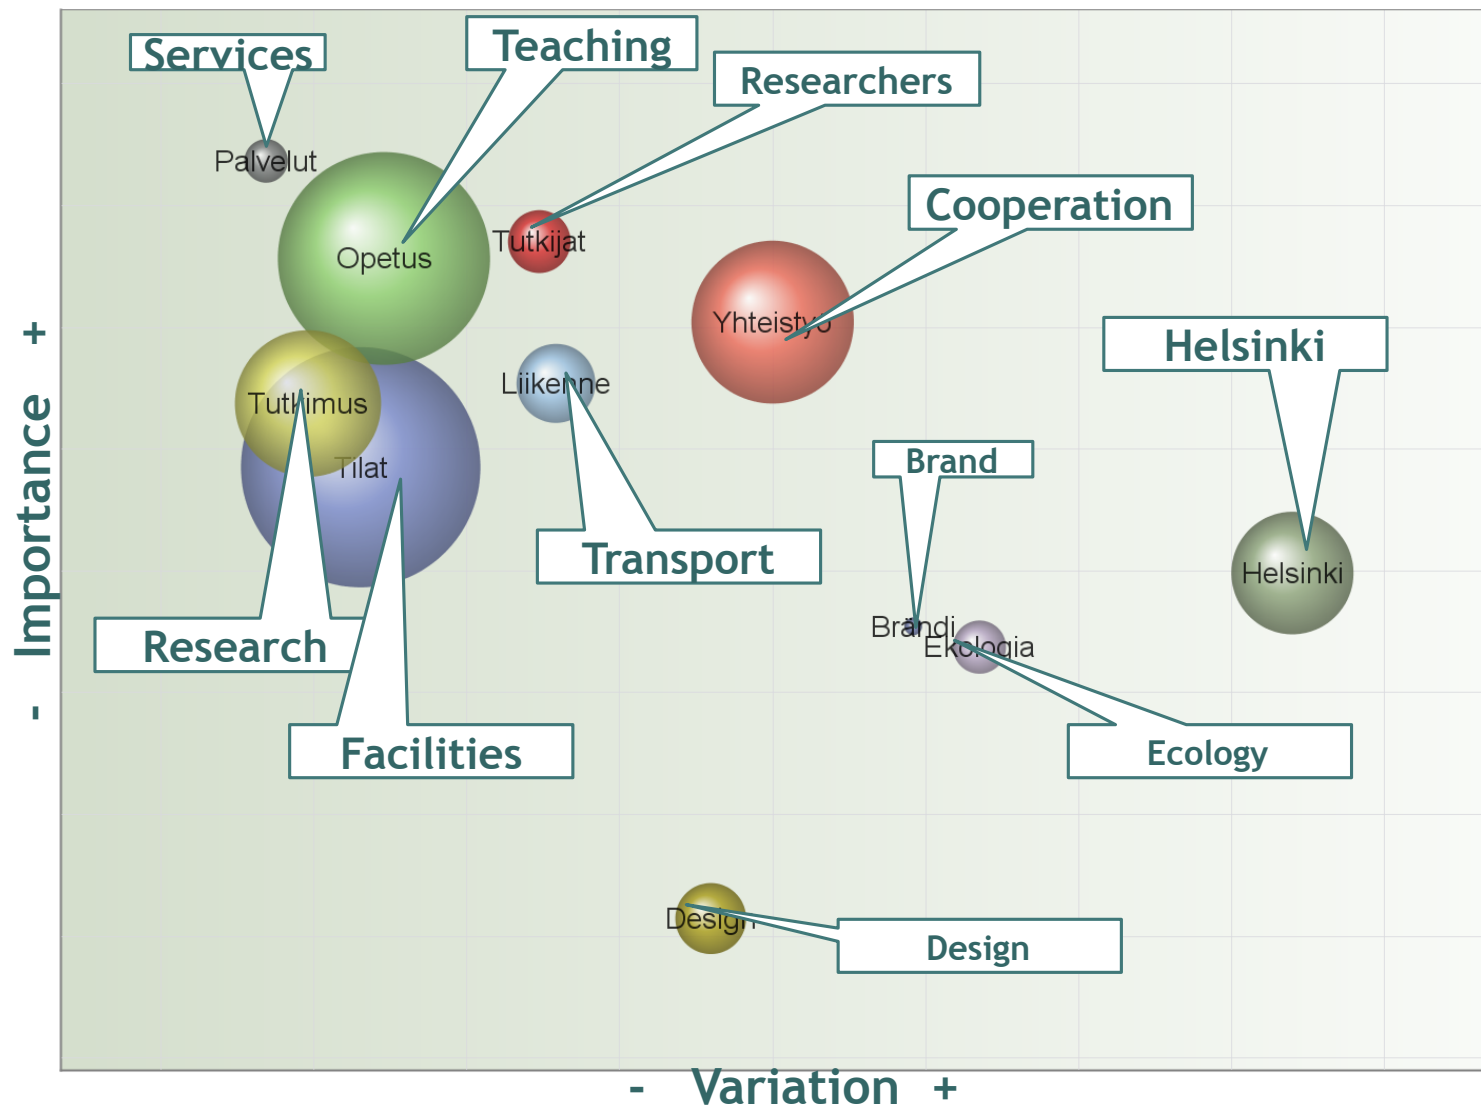 Services
Teaching
Researchers
Palvelut
Cooperation
Tutkijat
Opetus
Yhteistyö
Helsinki
Liikenne
Tutkimus
Brand
Tilat
Transport
Helsinki
Brändi
Ekologia
Research
Facilities
Ecology
Design
Design
- Importance +
- Variation +